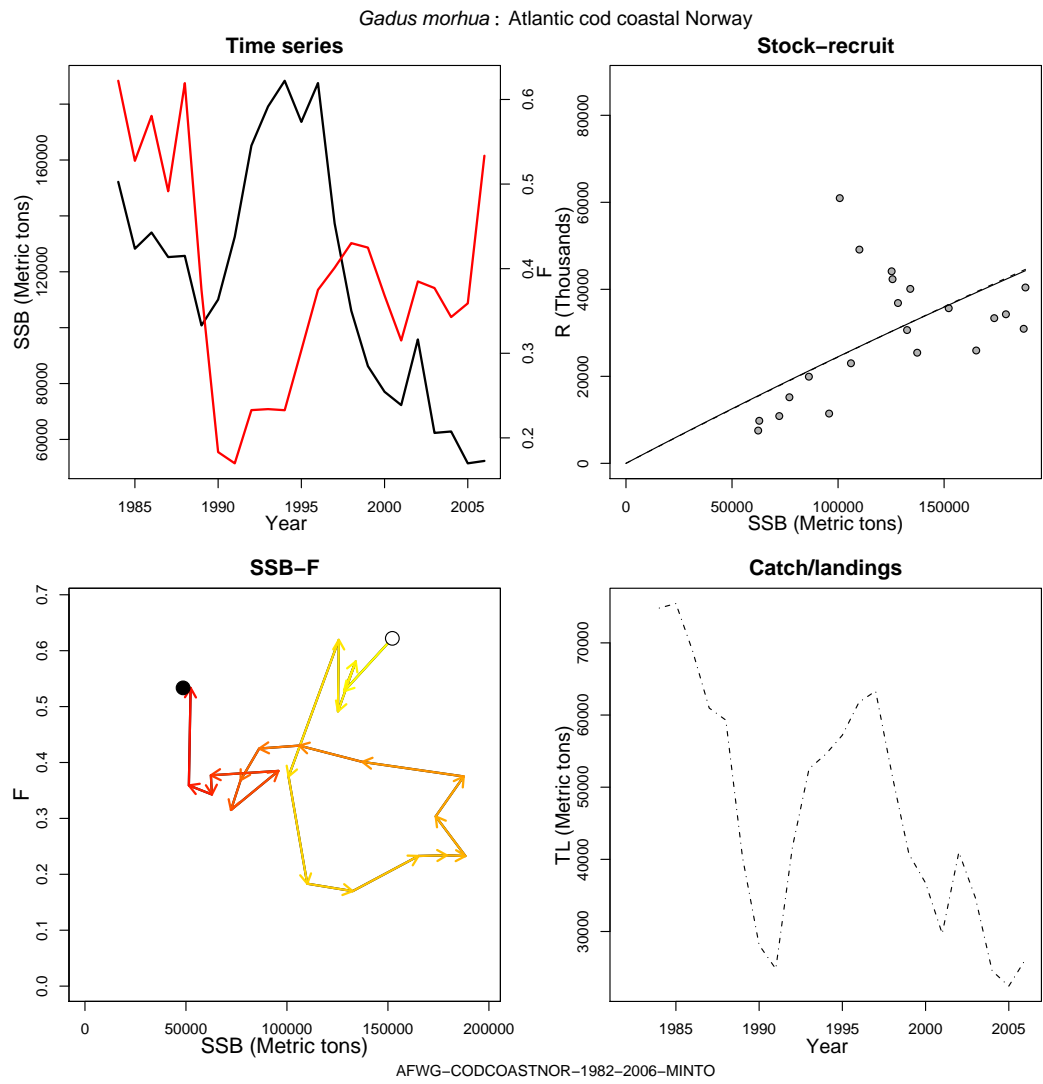 Gadus morhua : Atlantic cod coastal Norway
Time series
SSB (Metric tons)
60000 80000 120000 160000
F
0.2 0.3 0.4 0.5 0.6
1985 1990 1995 2000 2005
Year
Stock−recruit
R (Thousands)
0 20000 40000 60000 80000
0 50000 100000 150000
SSB (Metric tons)
SSB−F
F
0.0 0.1 0.2 0.3 0.4 0.5 0.6 0.7
0 50000 100000 150000 200000
SSB (Metric tons)
Catch/landings
TL (Metric tons)
30000 40000 50000 60000 70000
1985 1990 1995 2000 2005
Year
AFWG−CODCOASTNOR−1982−2006−MINTO